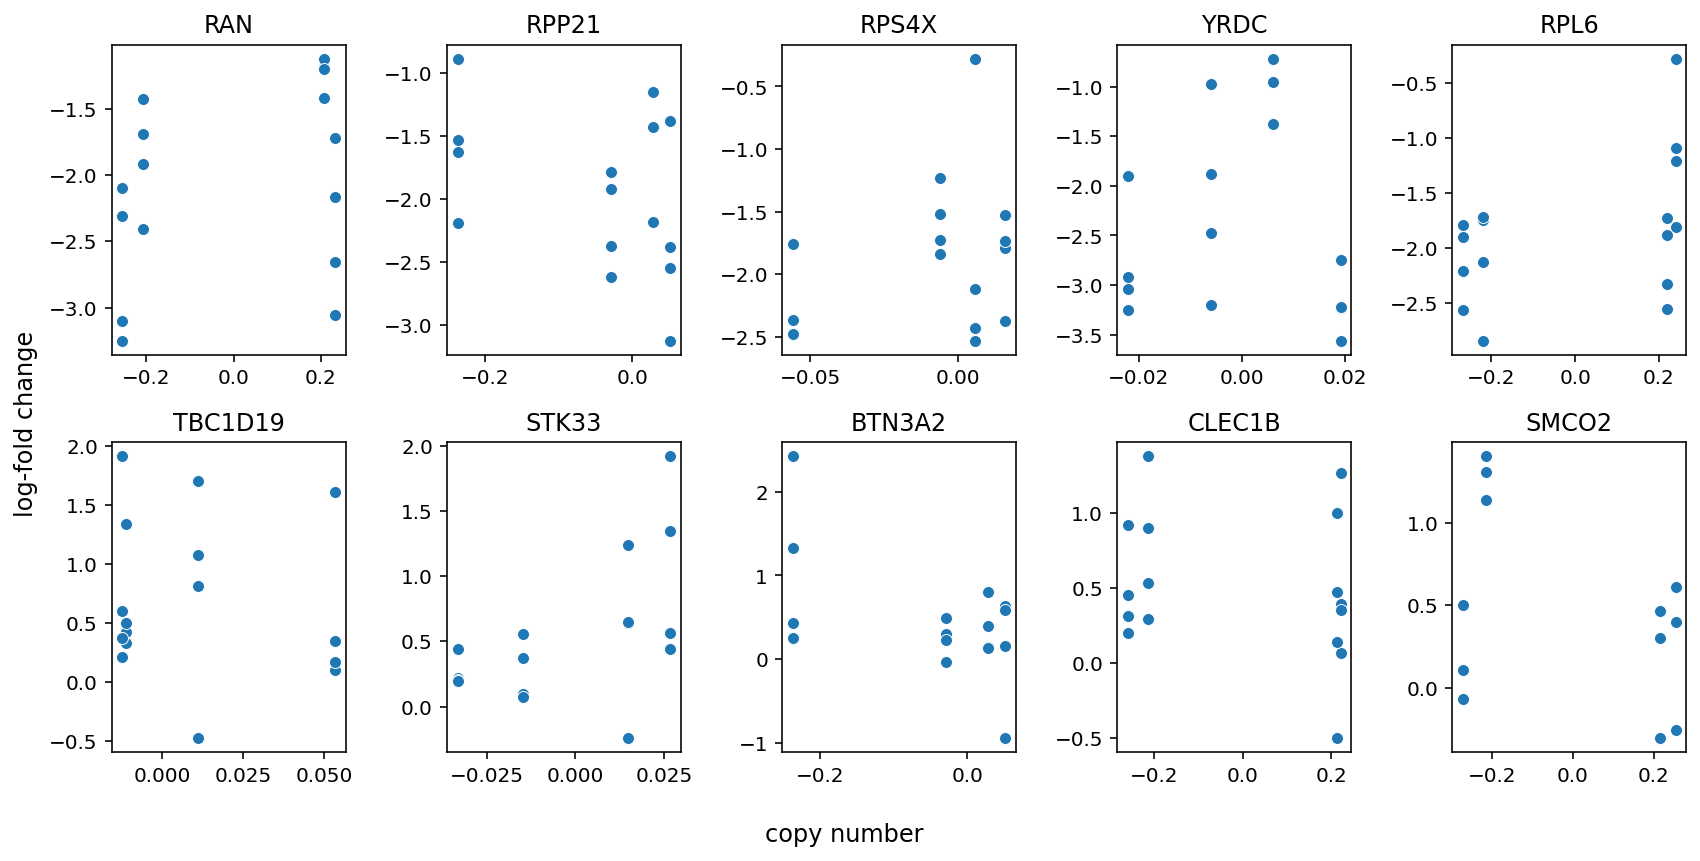 RAN RPP21 RPS4X YRDC RPL6
−1.5 −2.0 −2.5 −3.0
−0.2 0.0 0.2
−1.0 −1.5 −2.0 −2.5 −3.0
−0.2 0.0
−0.5 −1.0 −1.5 −2.0 −2.5
−0.05 0.00
−1.0 −1.5 −2.0 −2.5 −3.0 −3.5
−0.02 0.00 0.02
−0.5 −1.0 −1.5 −2.0 −2.5
−0.2 0.0 0.2
log-fold change
TBC1D19 STK33 BTN3A2 CLEC1B SMCO2
2.0 1.5 1.0 0.5 0.0 −0.5
0.000 0.025 0.050
2.0 1.5 1.0 0.5 0.0
−0.025 0.000 0.025
2 1 0 −1
−0.2 0.0
1.0 0.5 0.0 −0.5
−0.2 0.0 0.2
1.0 0.5 0.0
−0.2 0.0 0.2
copy number